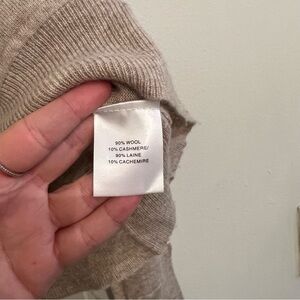 90% WOOL
10% CASHMERE/
90% LAINE
10% CACHEMIRE